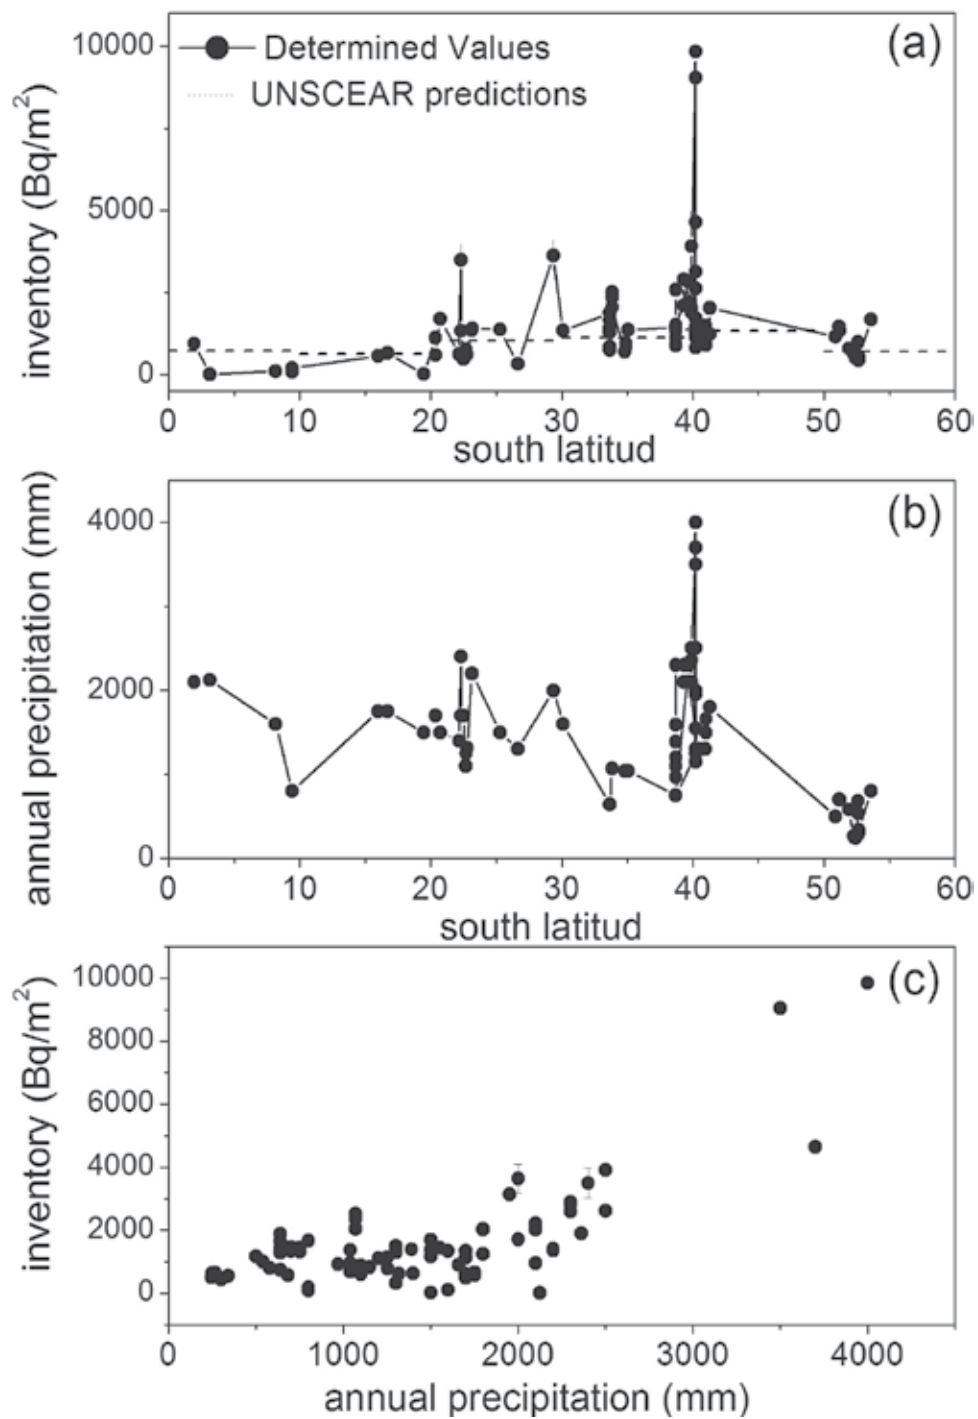 (a)
Determined Values
UNSCEAR predictions
inventory (Bq/m²)
10000
5000
0
0 10 20 30 40 50 60
south latitud
(b)
annual precipitation (mm)
4000
2000
0
0 10 20 30 40 50 60
south latitud
(c)
inventory (Bq/m²)
10000
8000
6000
4000
2000
0
0 1000 2000 3000 4000
annual precipitation (mm)